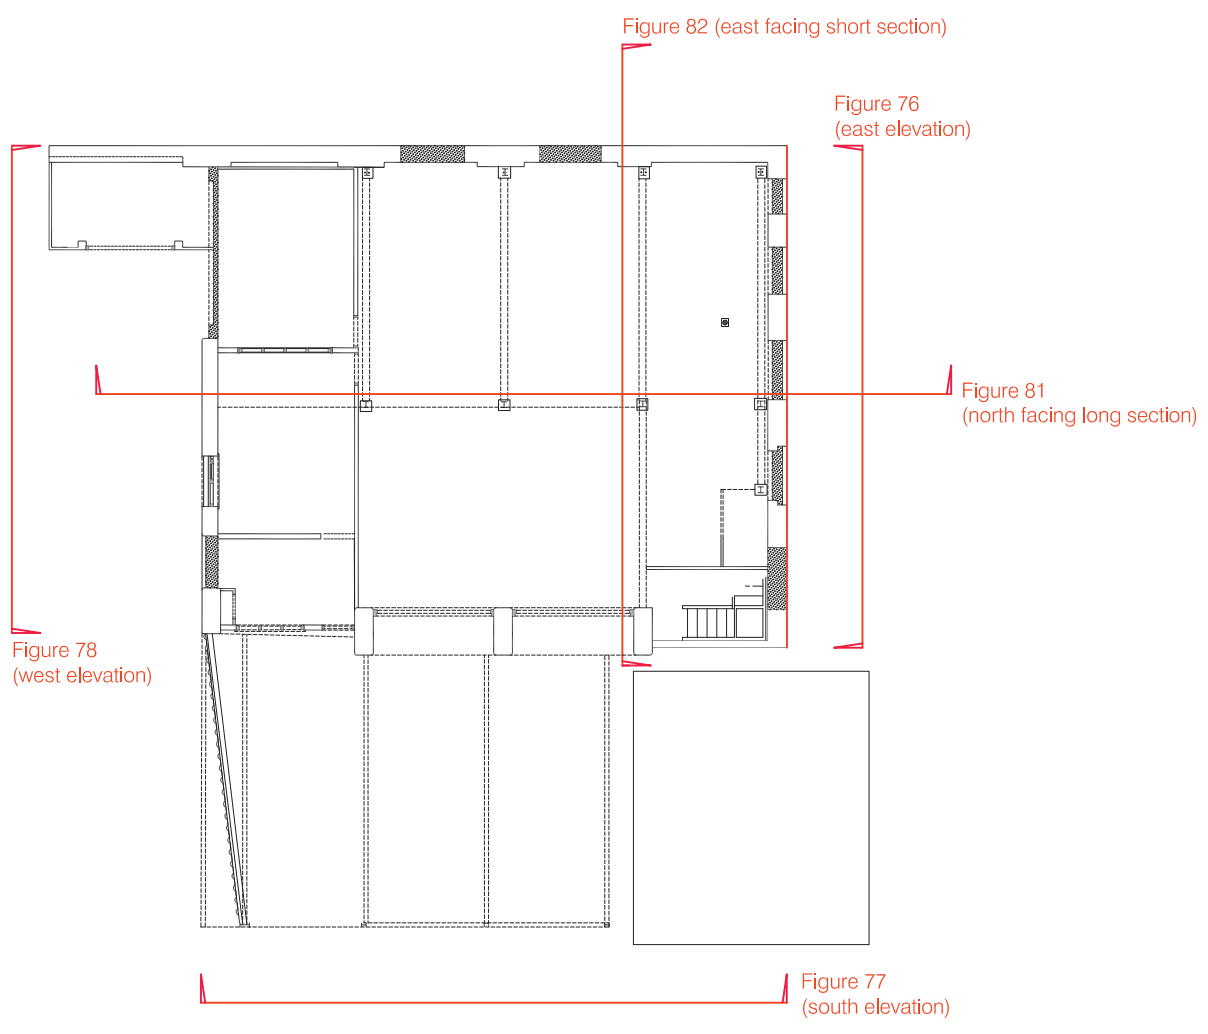 Figure 82 (east facing short section)
Figure 76
(east elevation)
Figure 81
(north facing long section)
Figure 78
(west elevation)
Figure 77
(south elevation)